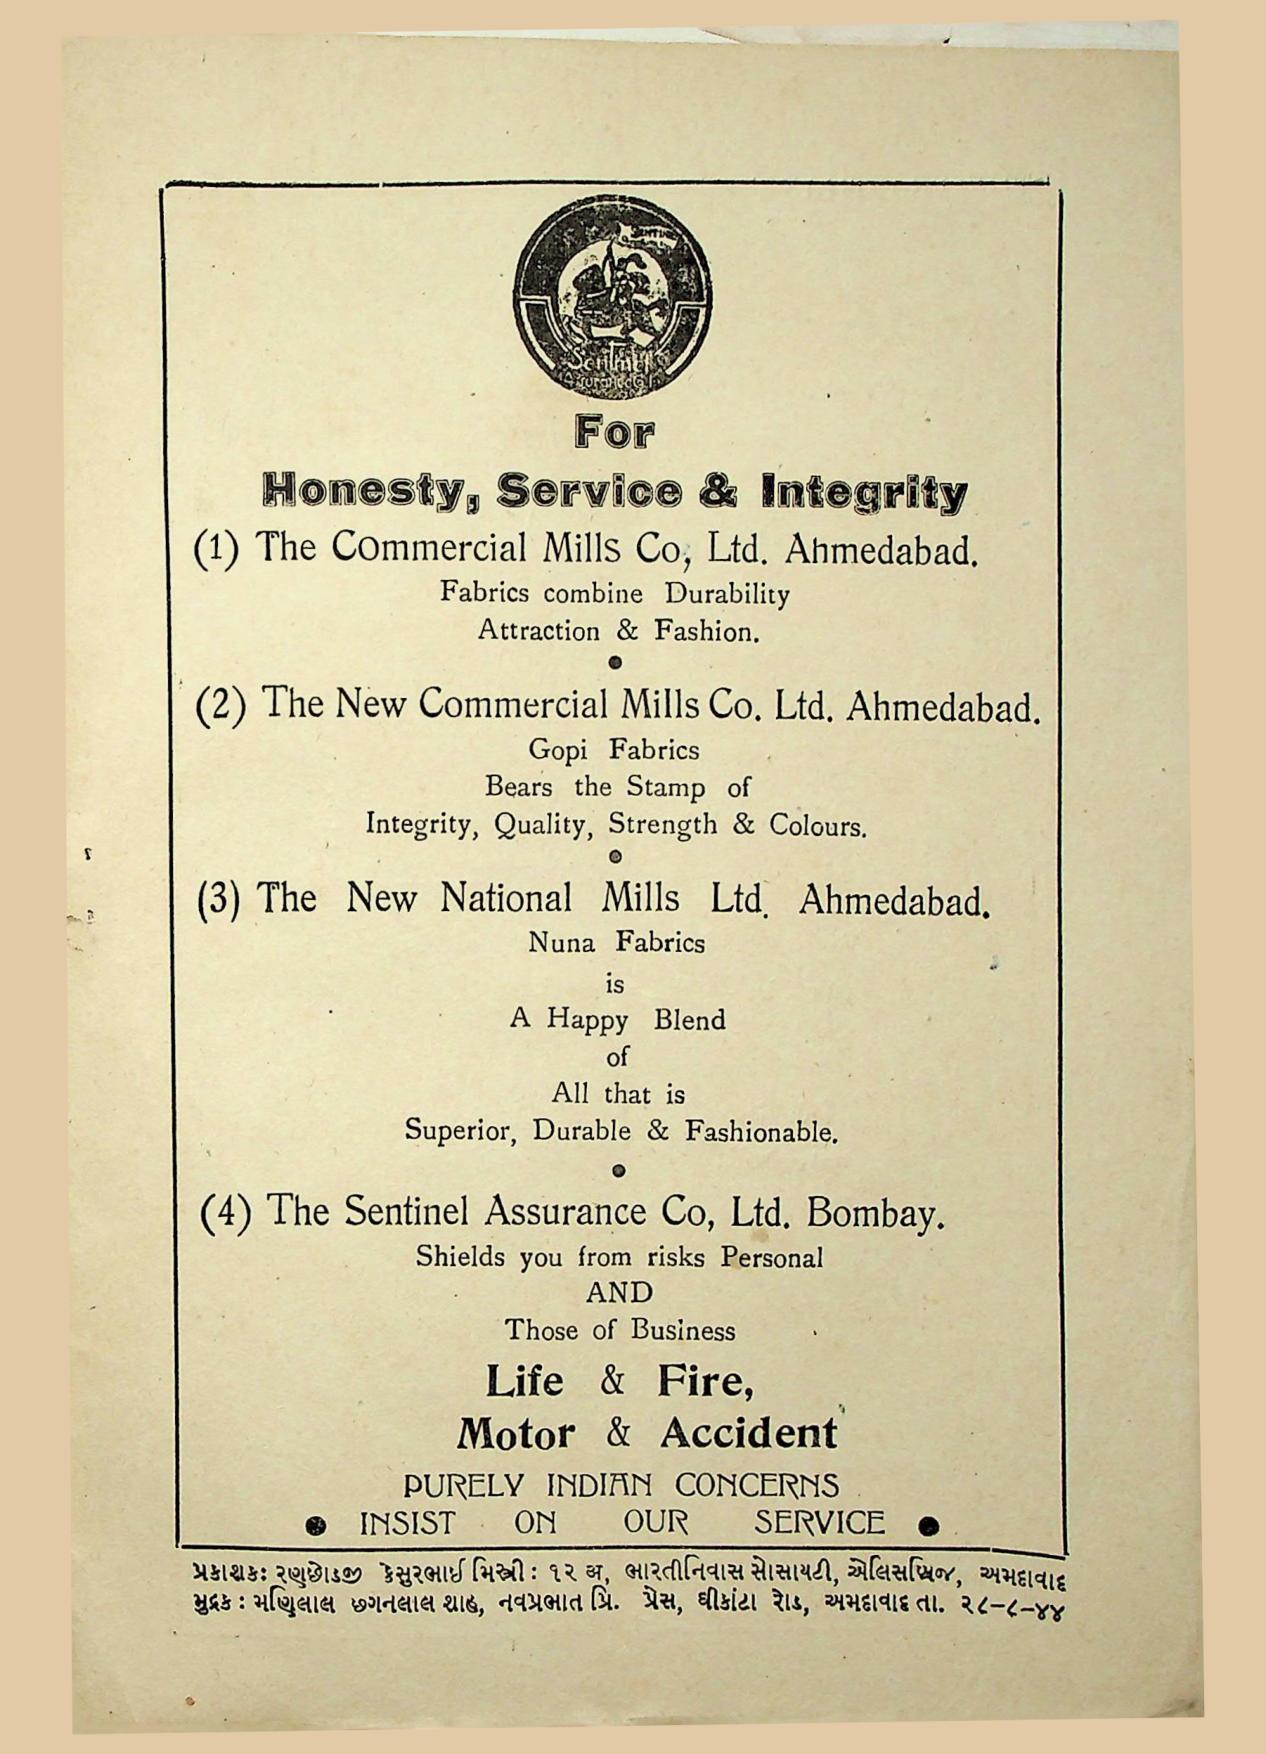 SENTINEL
Sentinel
Assurance Co
For
Honesty, Service & Integrity
(1) The Commercial Mills Co, Ltd. Ahmedabad.
Fabrics combine Durability
Attraction & Fashion.
(2) The New Commercial Mills Co. Ltd. Ahmedabad.
Gopi Fabrics
Bears the Stamp of
Integrity, Quality, Strength & Colours.
(3) The New National Mills Ltd. Ahmedabad.
Nuna Fabrics
is
A Happy Blend
of
All that is
Superior, Durable & Fashionable.
(4) The Sentinel Assurance Co, Ltd. Bombay.
Shields you from risks Personal
AND
Those of Business
Life & Fire,
Motor & Accident
PURELY INDIAN CONCERNS
● INSIST ON OUR SERVICE ●
પ્રકાશક: રણછોડજી કેસુરભાઈ મિસ્ત્રી : ૧૨ અ, ભારતીનિવાસ સોસાયટી, એલિસબ્રિજ, અમદાવાદ
મુદ્રક : મણિલાલ છગનલાલ શાહ, નવપ્રભાત પ્રિ. પ્રેસ, ઘીકાંટા રોડ, અમદાવાદ તા. ૨૮-૮-૪૪